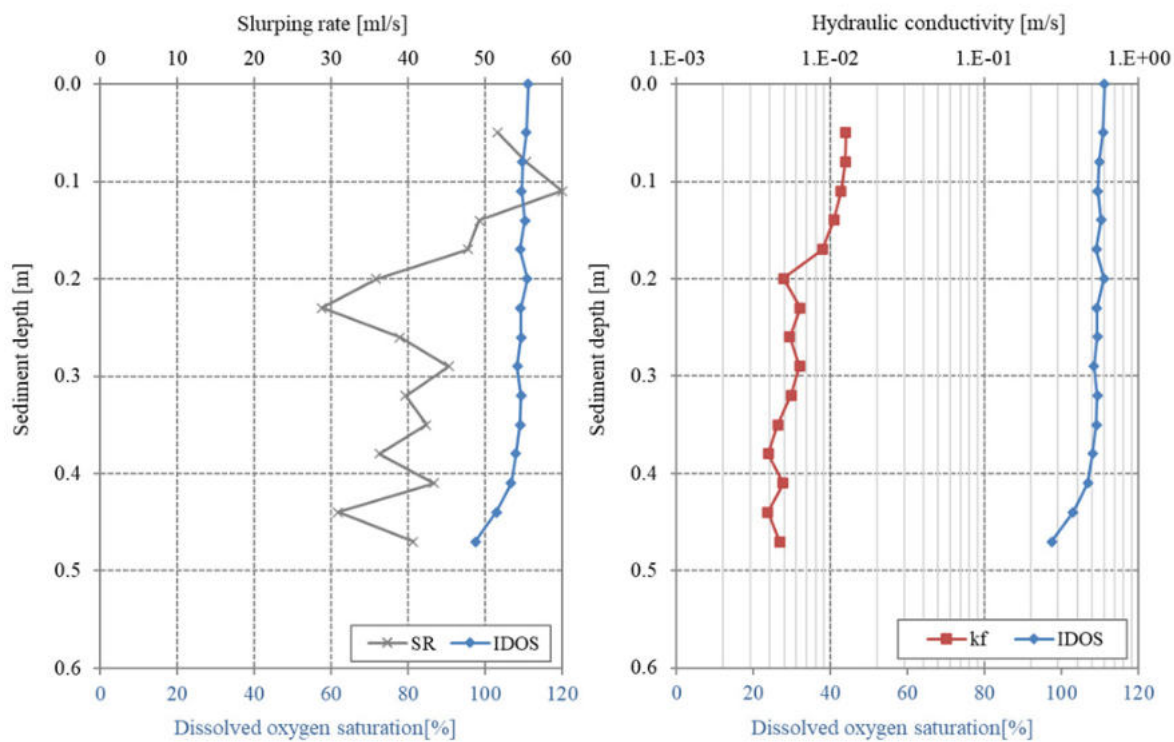 Slurping rate [ml/s]
0 10 20 30 40 50 60
0.0
0.1
0.2
0.3
0.4
0.5
0.6
Sediment depth [m]
SR IDOS
0 20 40 60 80 100 120
Dissolved oxygen saturation[%]
Hydraulic conductivity [m/s]
1.E-03 1.E-02 1.E-01 1.E+00
0.0
0.1
0.2
0.3
0.4
0.5
0.6
Sediment depth [m]
kf IDOS
0 20 40 60 80 100 120
Dissolved oxygen saturation[%]